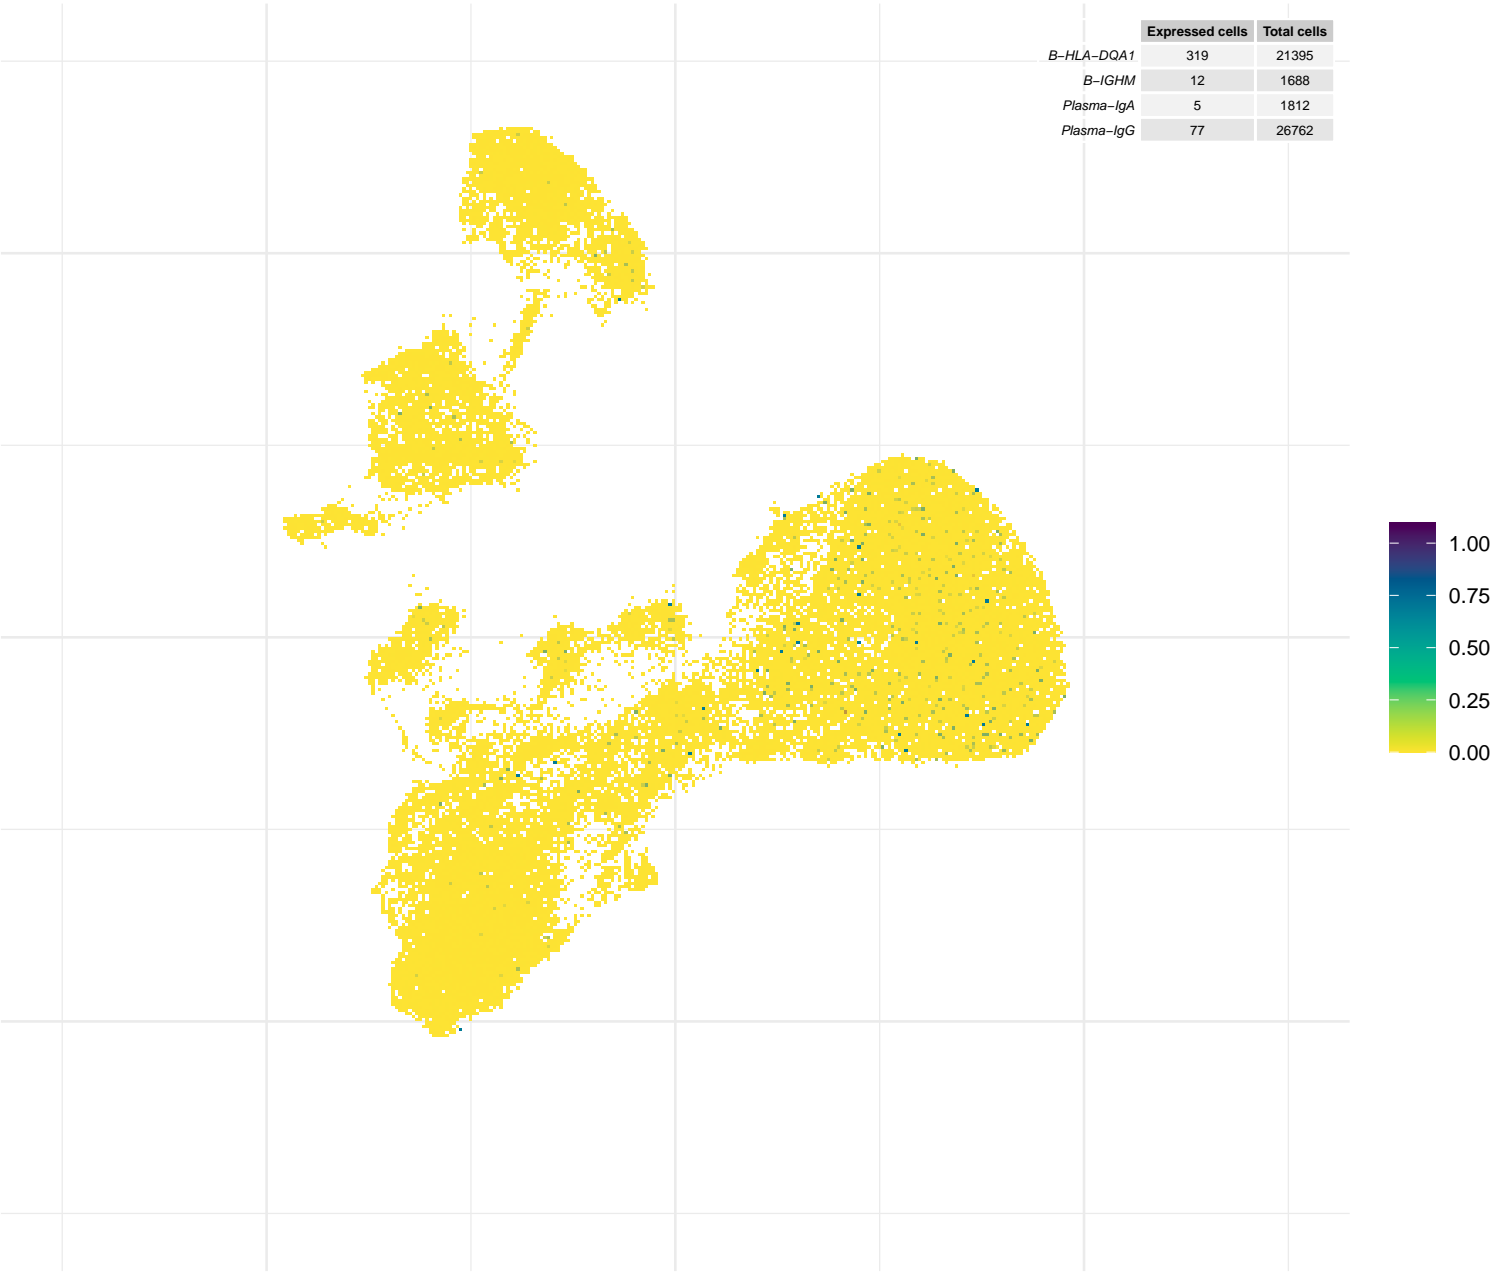 Expressed cells Total cells
B−HLA−DQA1 319 21395
B−IGHM 12 1688
Plasma−IgA 5 1812
Plasma−IgG 77 26762
1.00
0.75
0.50
0.25
0.00